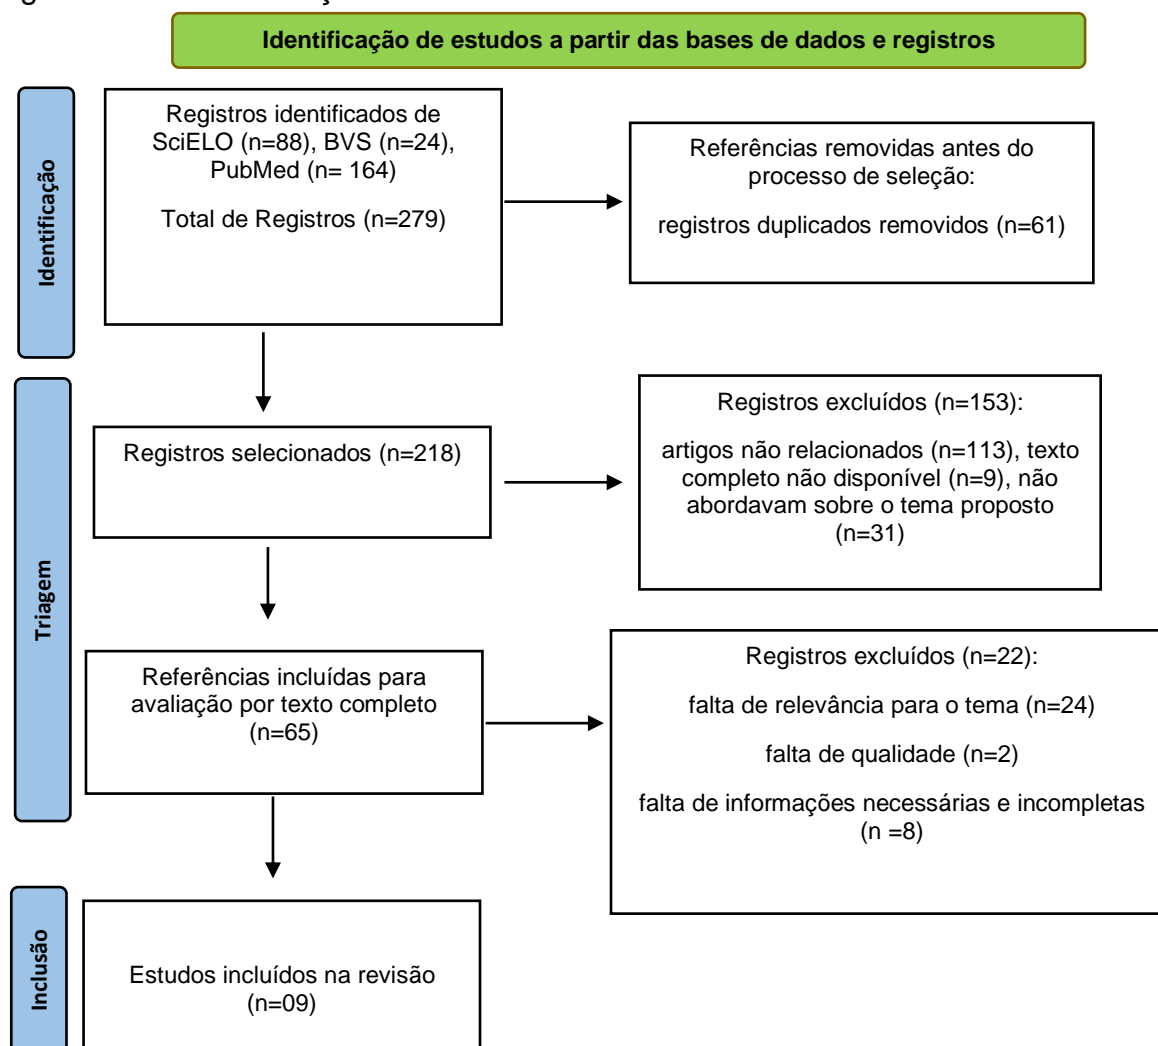 Identificação de estudos a partir das bases de dados e registros
Identificação
Registros identificados de
SciELO (n=88), BVS (n=24),
PubMed (n= 164)
Total de Registros (n=279)
Referências removidas antes do
processo de seleção:
registros duplicados removidos (n=61)
Triagem
Registros selecionados (n=218)
Registros excluídos (n=153):
artigos não relacionados (n=113), texto
completo não disponível (n=9), não
abordavam sobre o tema proposto
(n=31)
Referências incluídas para
avaliação por texto completo
(n=65)
Registros excluídos (n=22):
falta de relevância para o tema (n=24)
falta de qualidade (n=2)
falta de informações necessárias e incompletas
(n =8)
Inclusão
Estudos incluídos na revisão
(n=09)